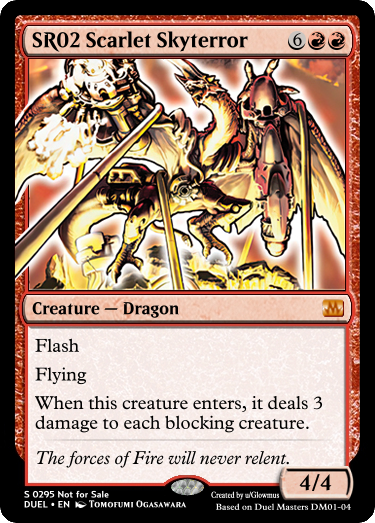 SR02 Scarlet Skyterror 6
Creature — Dragon
Flash
Flying
When this creature enters, it deals 3
damage to each blocking creature.
The forces of Fire will never relent.
4/4
S 0295 Not for Sale
DUEL • EN Tomofumi Ogasawara
Created by u/Glowmus
Based on Duel Masters DM01-04